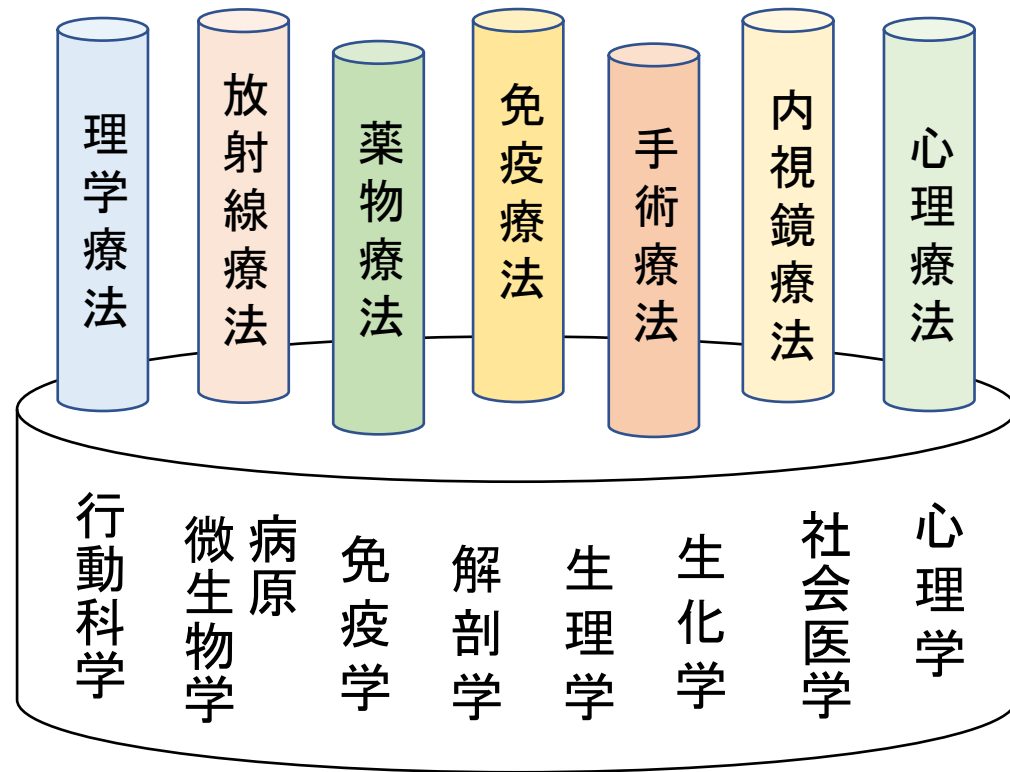 理学療法
放射線療法
薬物療法
免疫療法
手術療法
内視鏡療法
心理療法
行動科学
病原
微生物学
免疫学
解剖学
生理学
生化学
社会医学
心理学